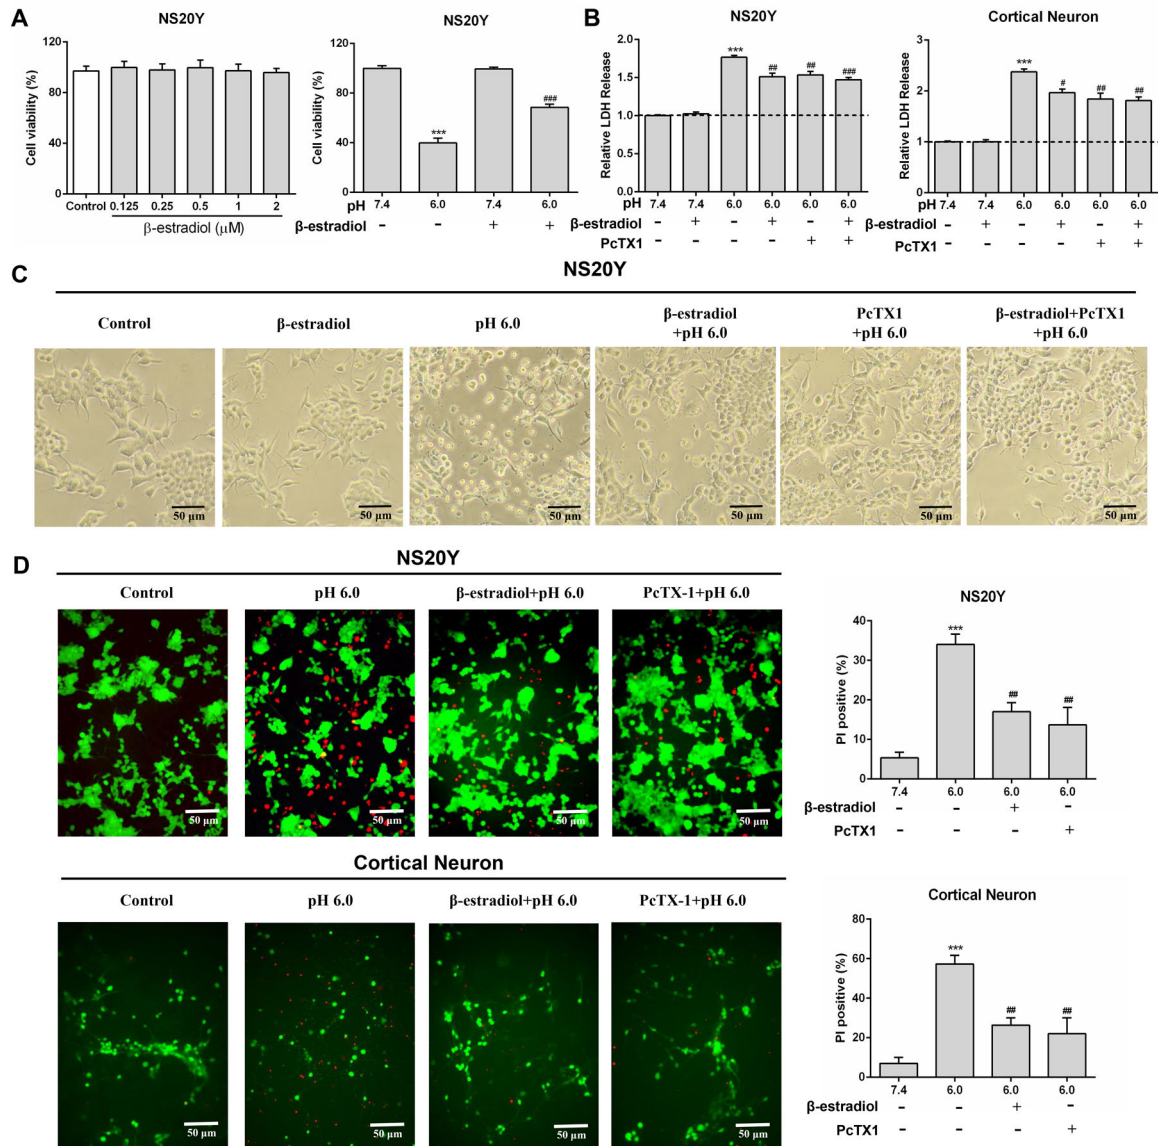 A
NS20Y
Cell viability (%)
120
80
40
0
Control 0.125 0.25 0.5 1 2
β-estradiol (μM)
NS20Y
Cell viability (%)
120
80
40
0
***
###
pH 7.4 6.0 7.4 6.0
β-estradiol - - + +
B
NS20Y
Relative LDH Release
2.0
1.5
1.0
0.5
0.0
***
##
##
###
pH 7.4 7.4 6.0 6.0 6.0 6.0
β-estradiol - + - + - +
PcTX1 - - - - + +
Cortical Neuron
Relative LDH Release
3
2
1
0
***
#
##
##
pH 7.4 7.4 6.0 6.0 6.0 6.0
β-estradiol - + - + - +
PcTX1 - - - - + +
C
NS20Y
Control
β-estradiol
pH 6.0
β-estradiol
+pH 6.0
PcTX1
+pH 6.0
β-estradiol+PcTX1
+pH 6.0
50 μm
50 μm
50 μm
50 μm
50 μm
50 μm
D
NS20Y
Control
pH 6.0
β-estradiol+pH 6.0
PcTX-1+pH 6.0
50 μm
50 μm
50 μm
50 μm
NS20Y
PI positive (%)
40
30
20
10
0
***
##
##
7.4 6.0 6.0 6.0
β-estradiol - - + -
PcTX1 - - - +
Cortical Neuron
Control
pH 6.0
β-estradiol+pH 6.0
PcTX-1+pH 6.0
50 μm
50 μm
50 μm
50 μm
Cortical Neuron
PI positive (%)
80
60
40
20
0
***
##
##
7.4 6.0 6.0 6.0
β-estradiol - - + -
PcTX1 - - - +